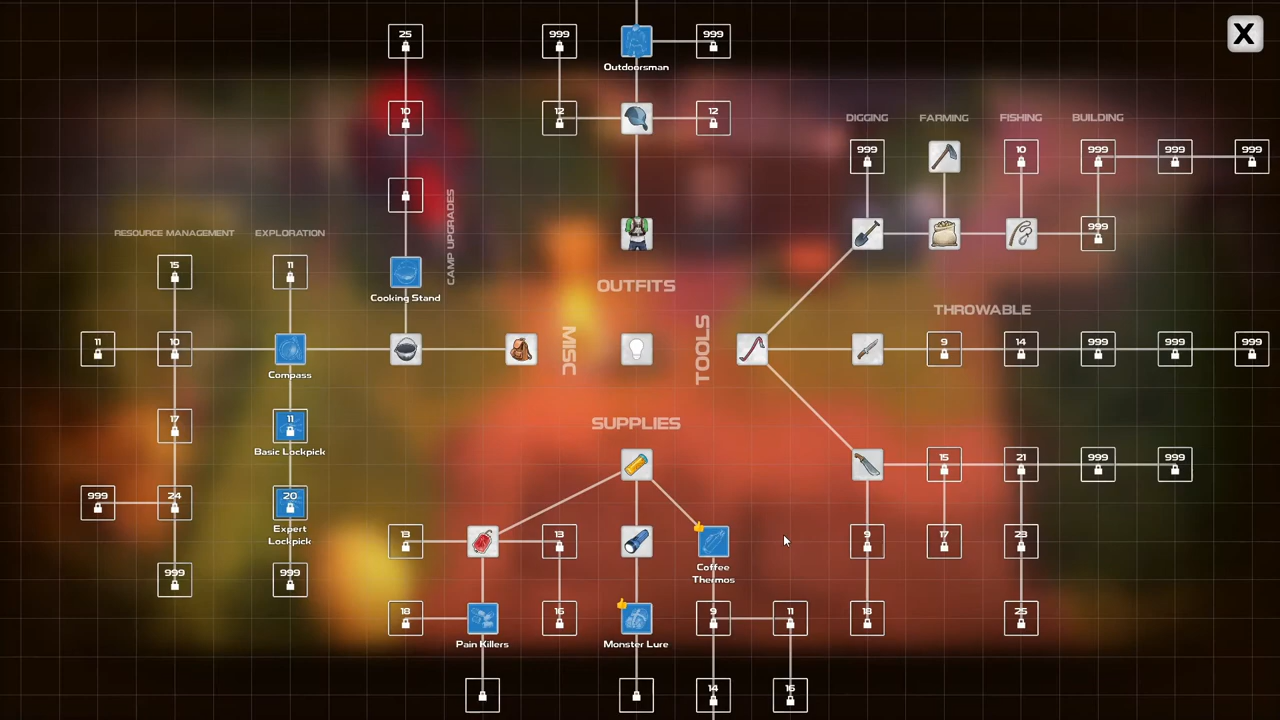 25
999
999
X
Outdoorsman
10
12
12
DIGGING
FARMING
FISHING
BUILDING
999
10
999
999
999
CAMP UPGRADES
RESOURCE MANAGEMENT
EXPLORATION
999
15
11
OUTFITS
Cooking Stand
THROWABLE
MISC
TOOLS
11
10
9
14
999
999
999
Compass
17
11
SUPPLIES
Basic Lockpick
15
21
999
999
999
24
20
Expert
Lockpick
13
13
9
17
23
Coffee
Thermos
999
999
18
16
9
11
18
25
Pain Killers
Monster Lure
14
16